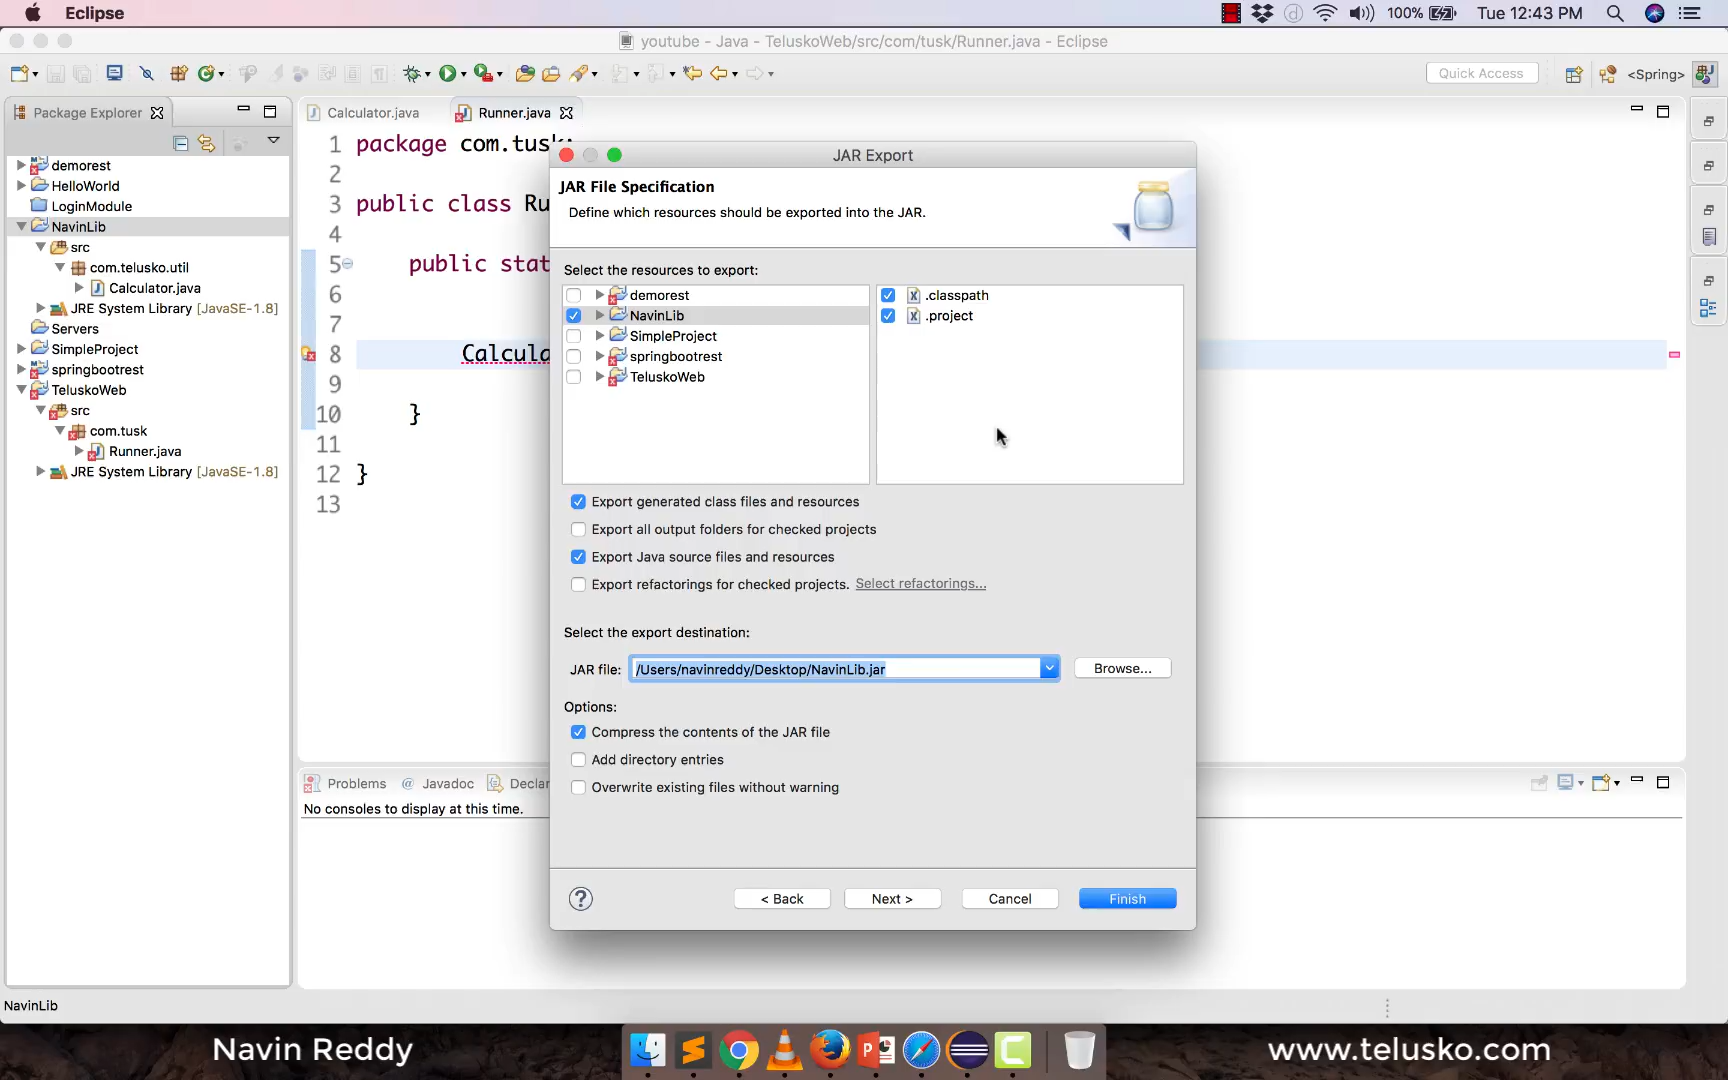 Eclipse
100%
Tue 12:43 PM
youtube - Java - TeluskoWeb/src/com/tusk/Runner.java - Eclipse
Quick Access
<Spring>
Package Explorer
Calculator.java
Runner.java
demorest
HelloWorld
LoginModule
NavinLib
src
com.telusko.util
Calculator.java
JRE System Library [JavaSE-1.8]
Servers
SimpleProject
springbootrest
TeluskoWeb
src
com.tusk
Runner.java
JRE System Library [JavaSE-1.8]
1 package com.tusk;
2
3 public class Ru
4
5 public stat
6
7
8 Calcula
9
10 }
11
12 }
13
JAR Export
JAR File Specification
Define which resources should be exported into the JAR.
Select the resources to export:
demorest
NavinLib
SimpleProject
springbootrest
TeluskoWeb
.classpath
.project
Export generated class files and resources
Export all output folders for checked projects
Export Java source files and resources
Export refactorings for checked projects. Select refactorings...
Select the export destination:
JAR file: /Users/navinreddy/Desktop/NavinLib.jar Browse...
Options:
Compress the contents of the JAR file
Add directory entries
Overwrite existing files without warning
? < Back Next > Cancel Finish
Problems @ Javadoc Declar
No consoles to display at this time.
NavinLib
Navin Reddy
www.telusko.com